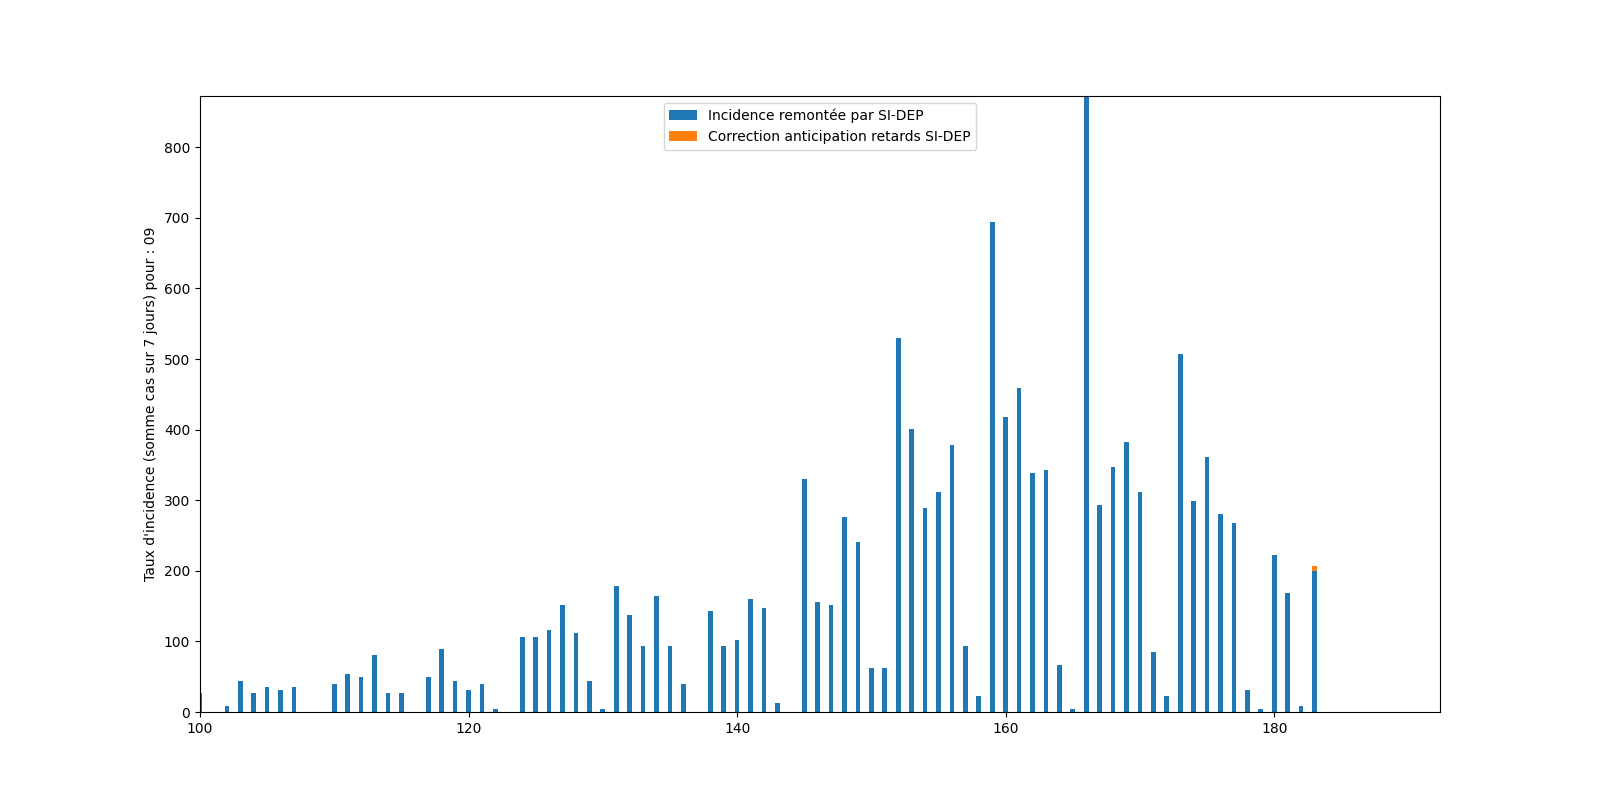 Incidence remontée par SI-DEP
Correction anticipation retards SI-DEP
Taux d'incidence (somme cas sur 7 jours) pour : 09
800
700
600
500
400
300
200
100
0
100 120 140 160 180